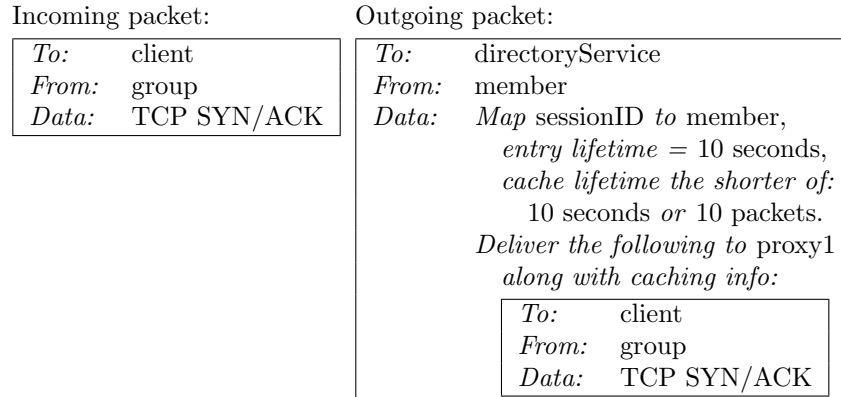 Incoming packet:
To: client
From: group
Data: TCP SYN/ACK
Outgoing packet:
To: directoryService
From: member
Data: Map sessionID to member,
entry lifetime = 10 seconds,
cache lifetime the shorter of:
10 seconds or 10 packets.
Deliver the following to proxy1
along with caching info:
To: client
From: group
Data: TCP SYN/ACK